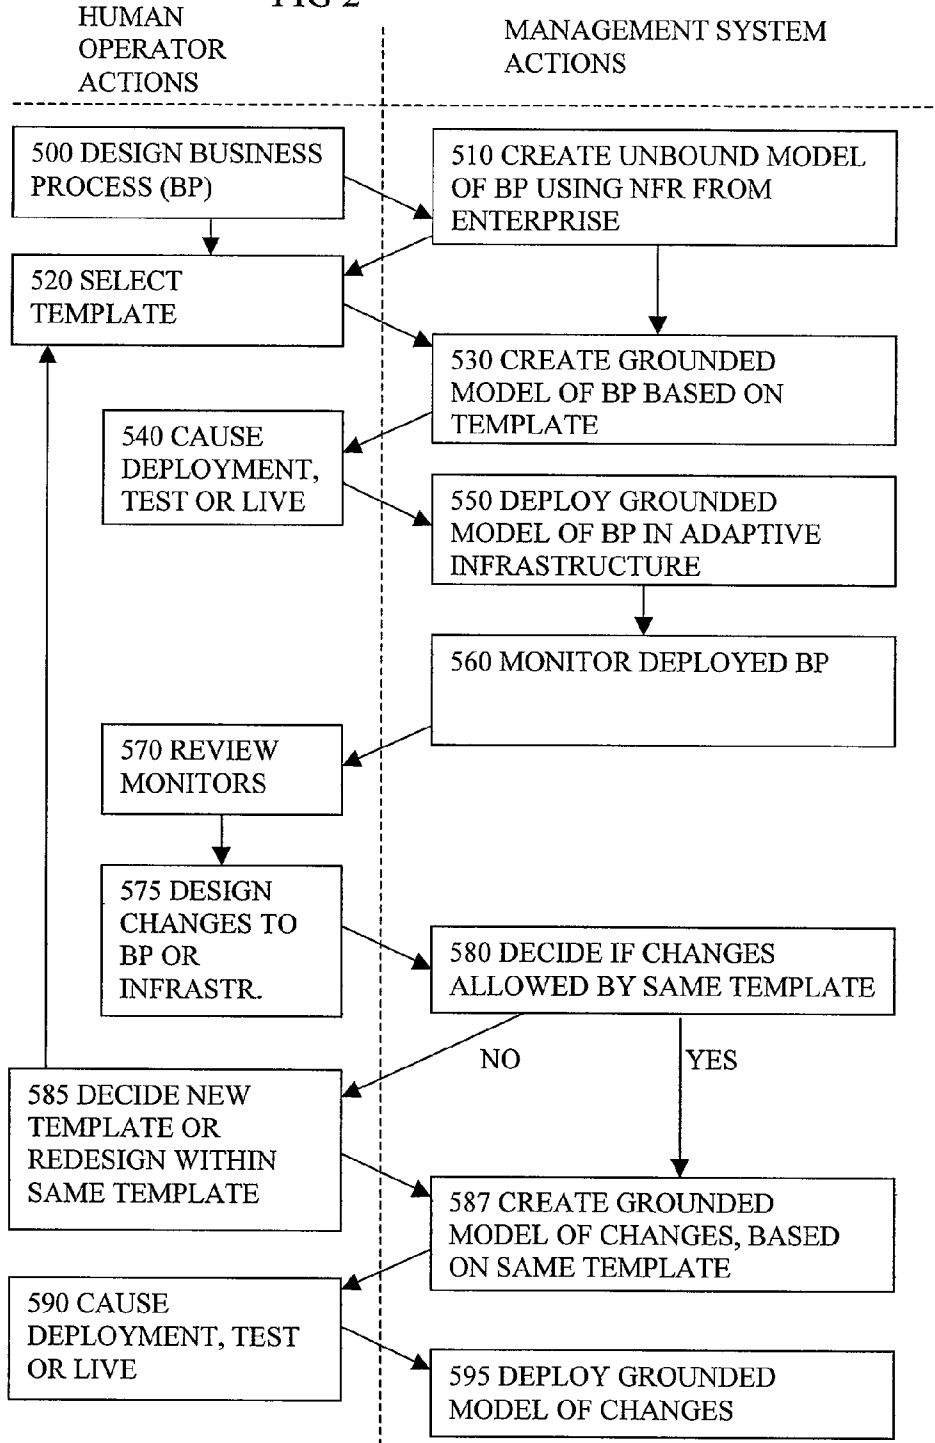 FIG 2
HUMAN
OPERATOR
ACTIONS
MANAGEMENT SYSTEM
ACTIONS
500 DESIGN BUSINESS
PROCESS (BP)
510 CREATE UNBOUND MODEL
OF BP USING NFR FROM
ENTERPRISE
520 SELECT
TEMPLATE
530 CREATE GROUNDED
MODEL OF BP BASED ON
TEMPLATE
540 CAUSE
DEPLOYMENT,
TEST OR LIVE
550 DEPLOY GROUNDED
MODEL OF BP IN ADAPTIVE
INFRASTRUCTURE
560 MONITOR DEPLOYED BP
570 REVIEW
MONITORS
575 DESIGN
CHANGES TO
BP OR
INFRASTR.
580 DECIDE IF CHANGES
ALLOWED BY SAME TEMPLATE
NO
YES
585 DECIDE NEW
TEMPLATE OR
REDESIGN WITHIN
SAME TEMPLATE
587 CREATE GROUNDED
MODEL OF CHANGES, BASED
ON SAME TEMPLATE
590 CAUSE
DEPLOYMENT, TEST
OR LIVE
595 DEPLOY GROUNDED
MODEL OF CHANGES